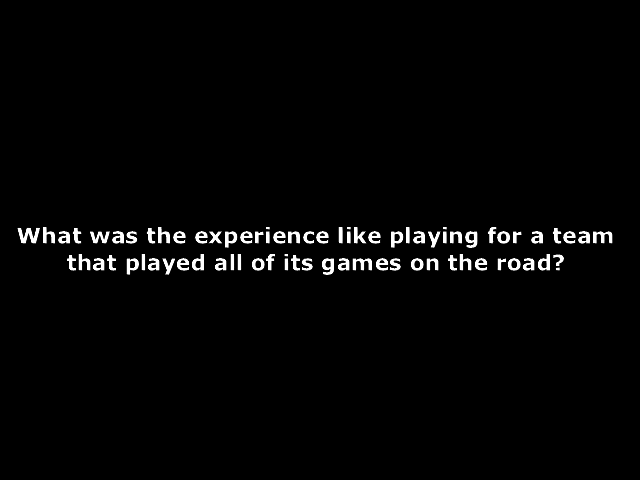 What was the experience like playing for a team
that played all of its games on the road?